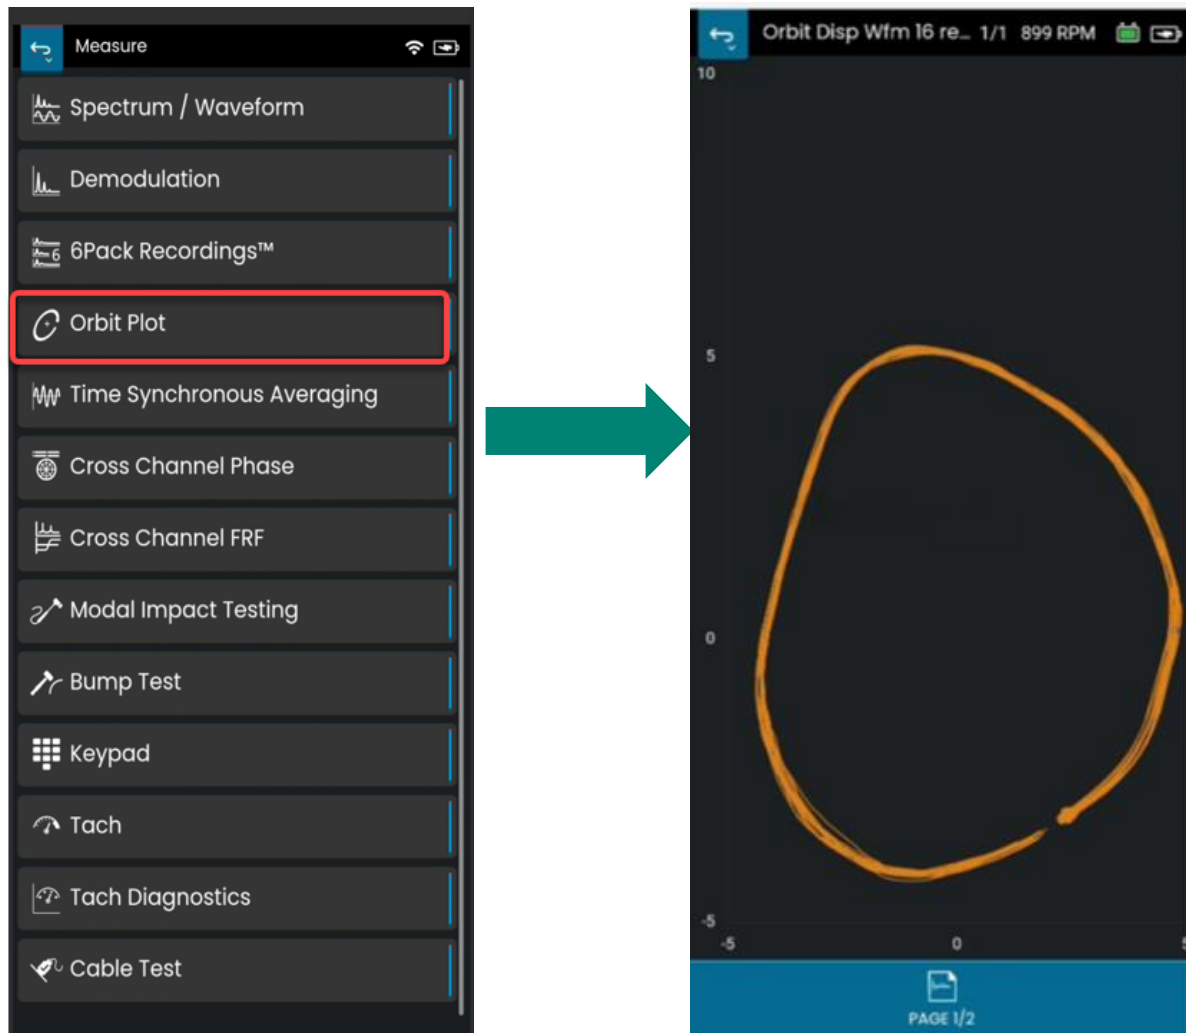 Measure
Spectrum / Waveform
Demodulation
6
6Pack Recordings™
Orbit Plot
Time Synchronous Averaging
Cross Channel Phase
Cross Channel FRF
Modal Impact Testing
Bump Test
Keypad
Tach
Tach Diagnostics
Cable Test
Orbit Disp Wfm 16 re... 1/1 899 RPM
10
5
0
-5
-5 0 5
PAGE 1/2